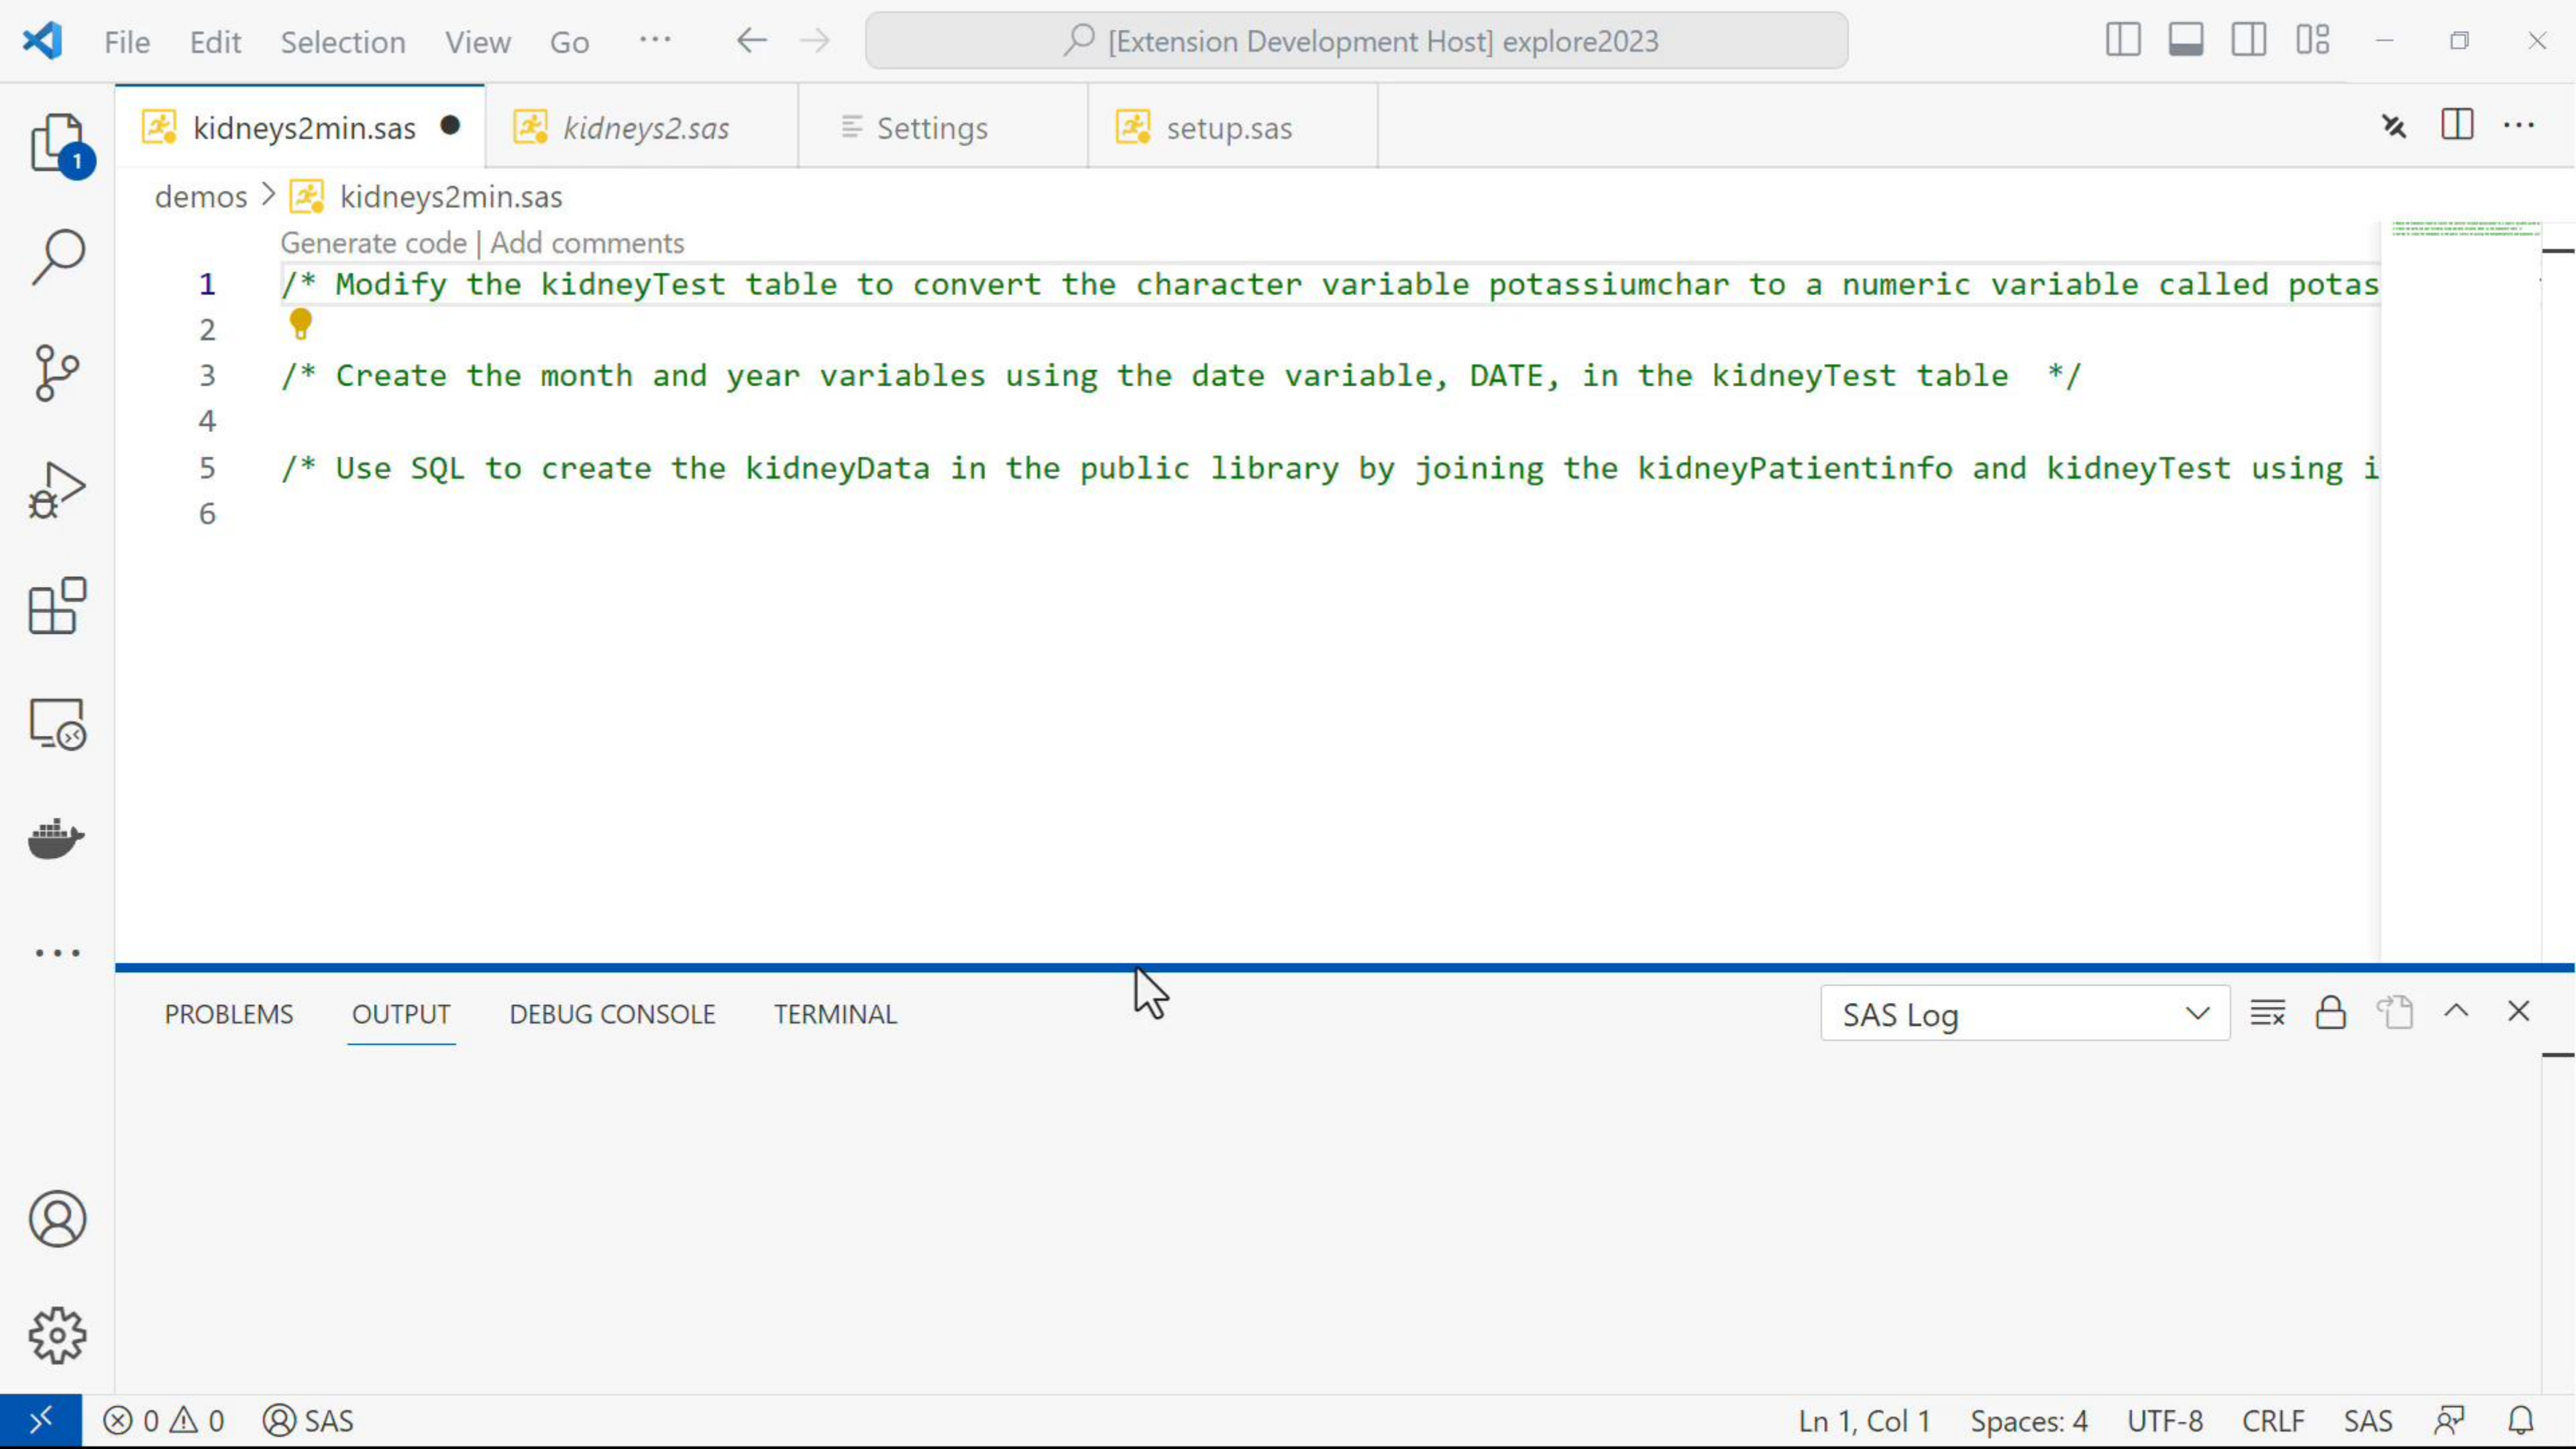 File Edit Selection View Go ··· [Extension Development Host] explore2023
kidneys2min.sas kidneys2.sas Settings setup.sas
demos > kidneys2min.sas
Generate code | Add comments
1 /* Modify the kidneyTest table to convert the character variable potassiumchar to a numeric variable called potas
2
3 /* Create the month and year variables using the date variable, DATE, in the kidneyTest table */
4
5 /* Use SQL to create the kidneyData in the public library by joining the kidneyPatientinfo and kidneyTest using i
6
1
PROBLEMS OUTPUT DEBUG CONSOLE TERMINAL SAS Log
0 0 SAS Ln 1, Col 1 Spaces: 4 UTF-8 CRLF SAS